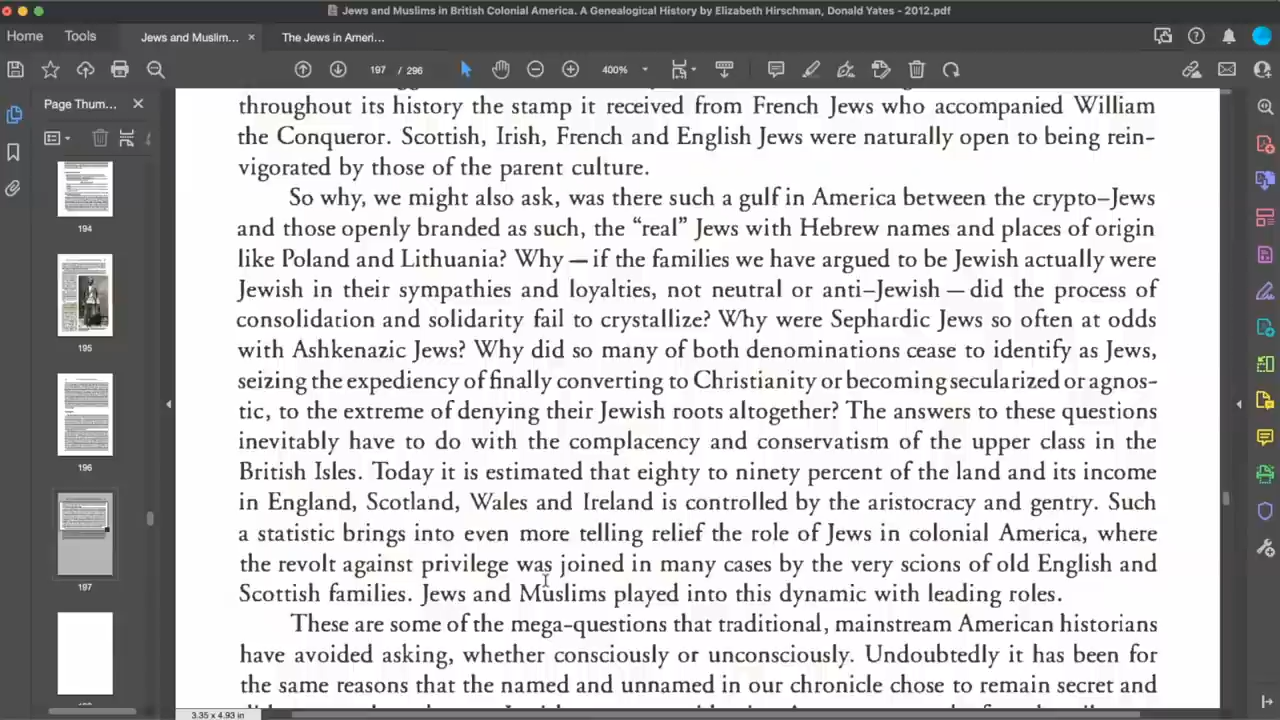 Jews and Muslims in British Colonial America. A Genealogical History by Elizabeth Hirschman, Donald Yates - 2012.pdf
Home
Tools
Jews and Muslim...
The Jews in Ameri...
197 / 296
400%
Page Thum...
194
195
196
197
throughout its history the stamp it received from French Jews who accompanied William
the Conqueror. Scottish, Irish, French and English Jews were naturally open to being rein-
vigorated by those of the parent culture.
So why, we might also ask, was there such a gulf in America between the crypto–Jews
and those openly branded as such, the “real” Jews with Hebrew names and places of origin
like Poland and Lithuania? Why — if the families we have argued to be Jewish actually were
Jewish in their sympathies and loyalties, not neutral or anti–Jewish — did the process of
consolidation and solidarity fail to crystallize? Why were Sephardic Jews so often at odds
with Ashkenazic Jews? Why did so many of both denominations cease to identify as Jews,
seizing the expediency of finally converting to Christianity or becoming secularized or agnos-
tic, to the extreme of denying their Jewish roots altogether? The answers to these questions
inevitably have to do with the complacency and conservatism of the upper class in the
British Isles. Today it is estimated that eighty to ninety percent of the land and its income
in England, Scotland, Wales and Ireland is controlled by the aristocracy and gentry. Such
a statistic brings into even more telling relief the role of Jews in colonial America, where
the revolt against privilege was joined in many cases by the very scions of old English and
Scottish families. Jews and Muslims played into this dynamic with leading roles.
These are some of the mega-questions that traditional, mainstream American historians
have avoided asking, whether consciously or unconsciously. Undoubtedly it has been for
the same reasons that the named and unnamed in our chronicle chose to remain secret and
3.35 x 4.93 in